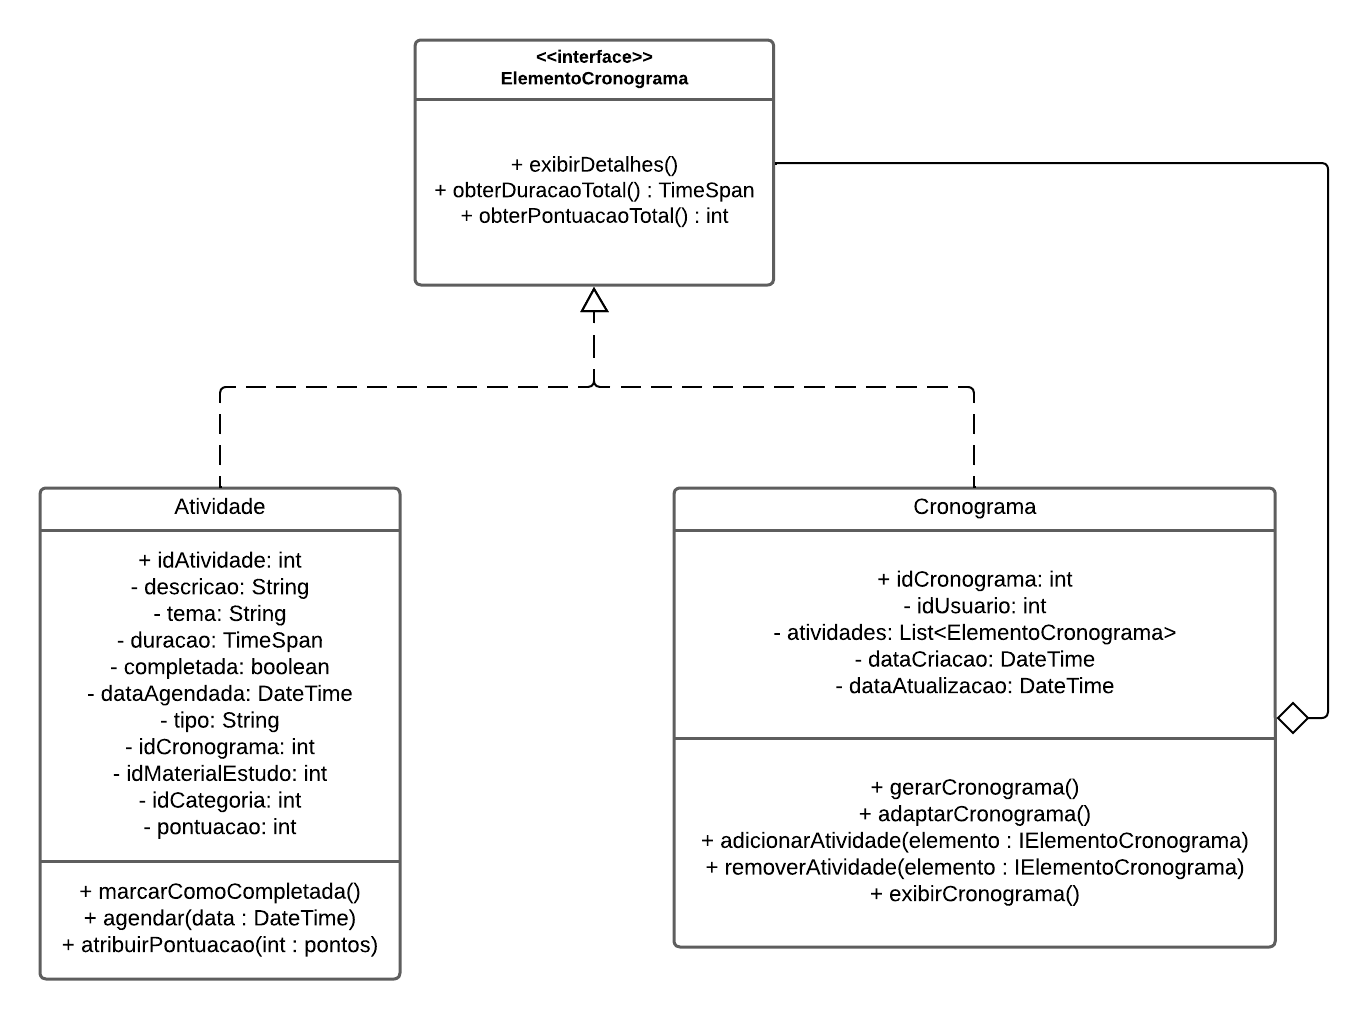 <<interface>>
ElementoCronograma
+ exibirDetalhes()
+ obterDuracaoTotal() : TimeSpan
+ obterPontuacaoTotal() : int
Atividade
+ idAtividade: int
- descricao: String
- tema: String
- duracao: TimeSpan
- completada: boolean
- dataAgendada: DateTime
- tipo: String
- idCronograma: int
- idMaterialEstudo: int
- idCategoria: int
- pontuacao: int
+ marcarComoCompletada()
+ agendar(data : DateTime)
+ atribuirPontuacao(int : pontos)
Cronograma
+ idCronograma: int
- idUsuario: int
- atividades: List<ElementoCronograma>
- dataCriacao: DateTime
- dataAtualizacao: DateTime
+ gerarCronograma()
+ adaptarCronograma()
+ adicionarAtividade(elemento : IElementoCronograma)
+ removerAtividade(elemento : IElementoCronograma)
+ exibirCronograma()